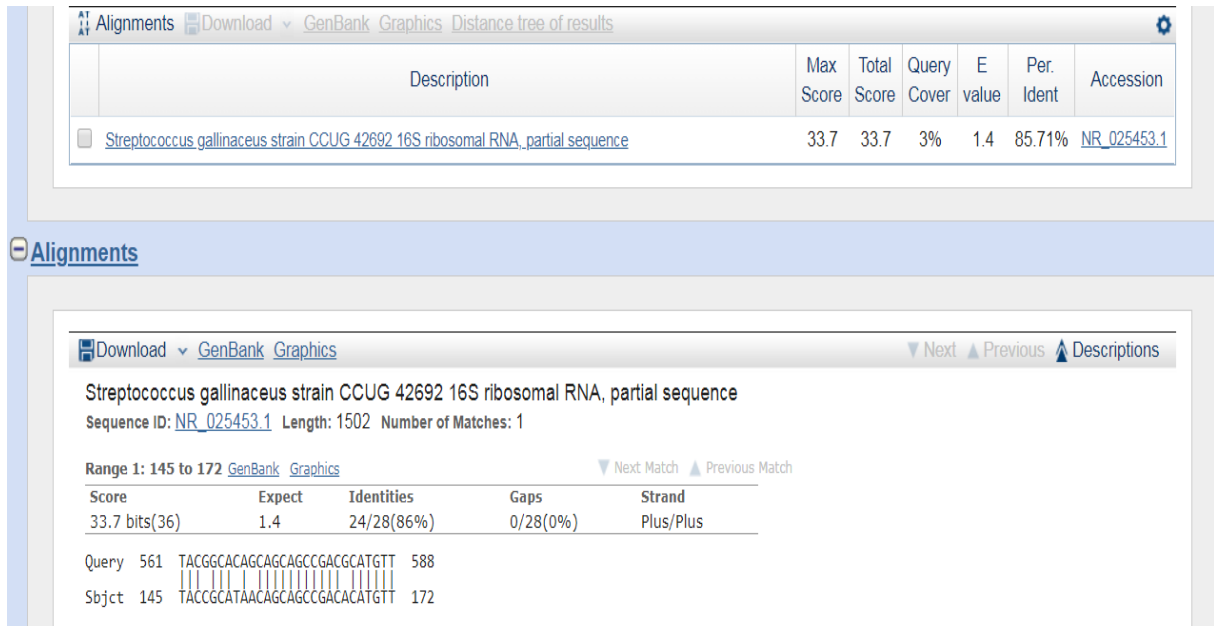 Alignments Download GenBank Graphics Distance tree of results
Description Max Score Total Score Query Cover E value Per. Ident Accession
Streptococcus gallinaceus strain CCUG 42692 16S ribosomal RNA, partial sequence 33.7 33.7 3% 1.4 85.71% NR_025453.1
Alignments
Download GenBank Graphics Next Previous Descriptions
Streptococcus gallinaceus strain CCUG 42692 16S ribosomal RNA, partial sequence
Sequence ID: NR_025453.1 Length: 1502 Number of Matches: 1
Range 1: 145 to 172 GenBank Graphics Next Match Previous Match
Score Expect Identities Gaps Strand
33.7 bits(36) 1.4 24/28(86%) 0/28(0%) Plus/Plus
Query 561 TACGGCACAGCAGCAGCCGACGCATGTT 588
Sbjct 145 TACCGCATAACAGCAGCCGACACATGTT 172